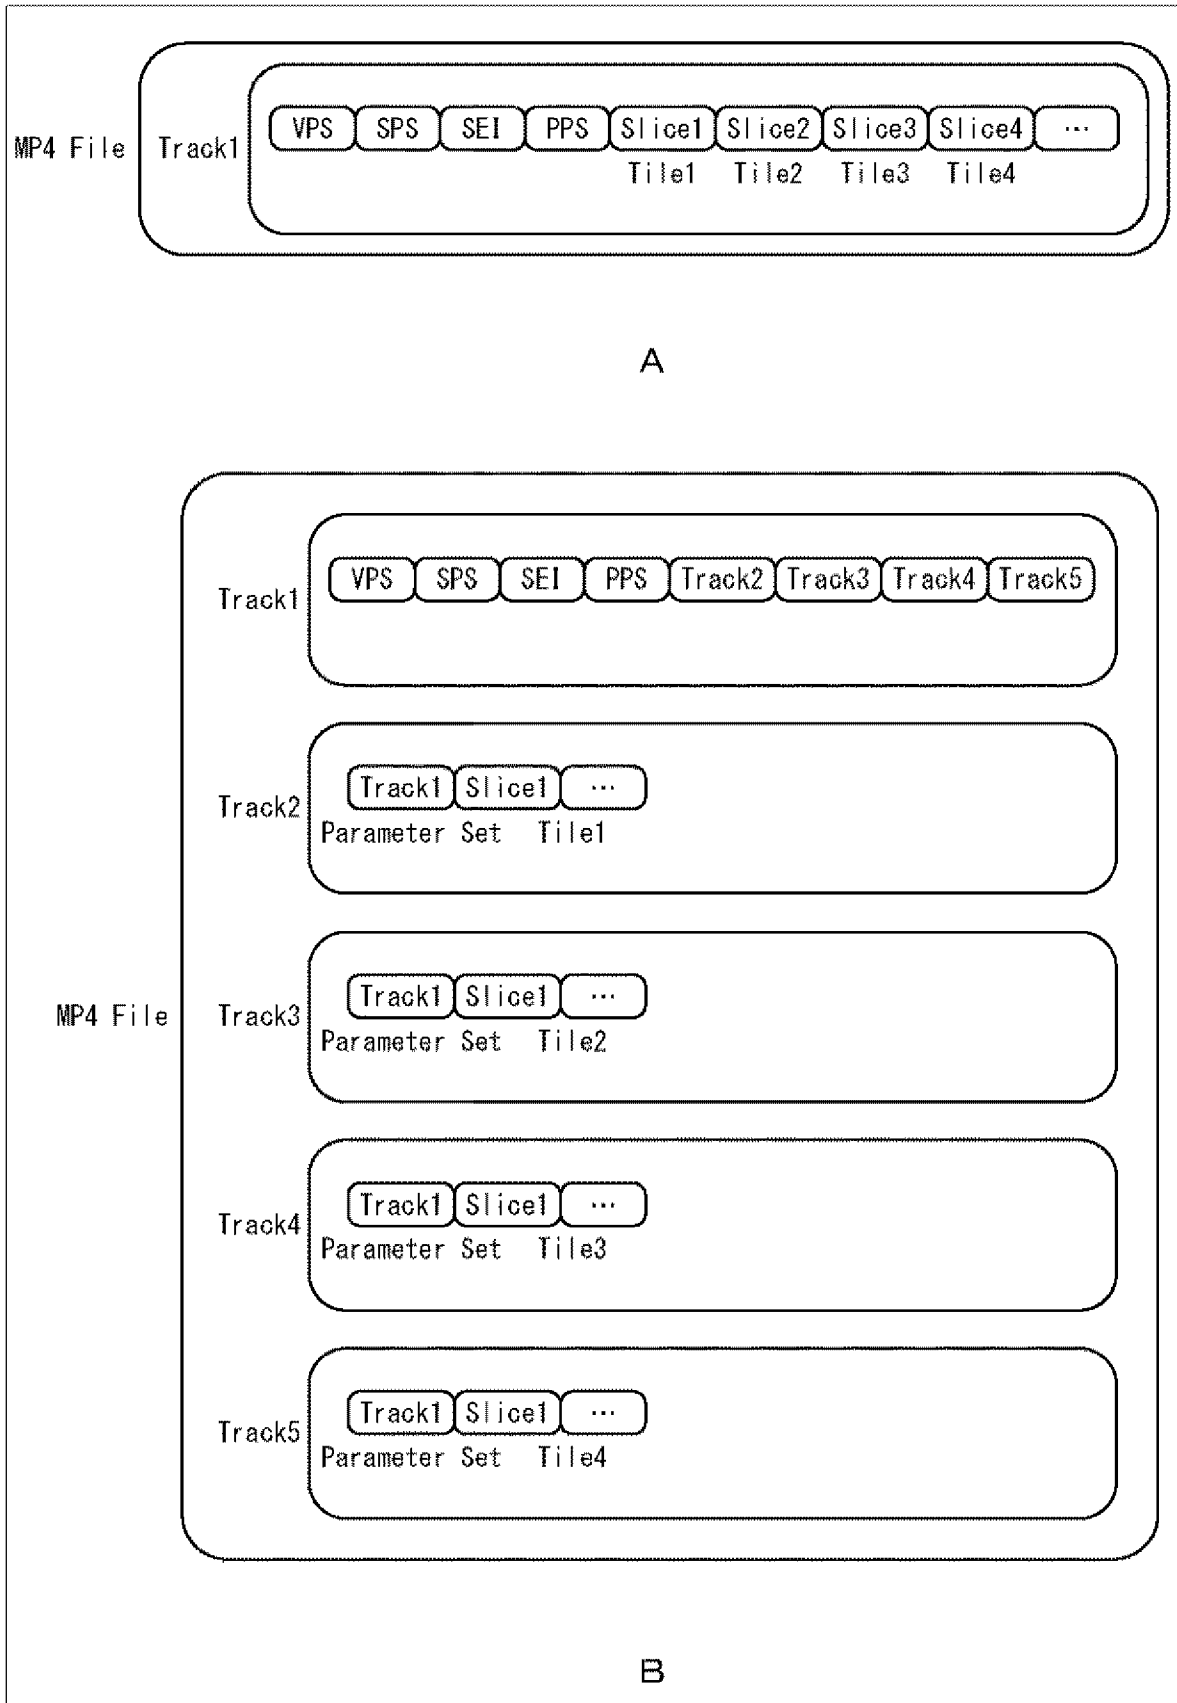 VPS SPS SEI PPS Slice1 Slice2 Slice3 Slice4 ...
MP4 File Track1
Tile1 Tile2 Tile3 Tile4
A
VPS SPS SEI PPS Track2 Track3 Track4 Track5
Track1
Track1 Slice1 ...
Track2
Parameter Set Tile1
Track1 Slice1 ...
MP4 File Track3
Parameter Set Tile2
Track1 Slice1 ...
Track4
Parameter Set Tile3
Track1 Slice1 ...
Track5
Parameter Set Tile4
B